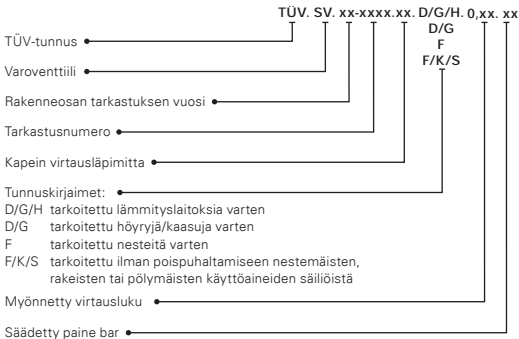 TÜV. SV. xx-xxxx.xx. D/G/H. 0,xx. xx
D/G
F
F/K/S
TÜV-tunnus
Varoventtiili
Rakenneosan tarkastuksen vuosi
Tarkastusnumero
Kapein virtausläpimitta
Tunnuskirjaimet:
D/G/H tarkoitettu lämmityslaitoksia varten
D/G tarkoitettu höyryjä/kaasuja varten
F tarkoitettu nesteitä varten
F/K/S tarkoitettu ilman poispuhaltamiseen nestemäisten,
rakeisten tai pölymäisten käyttöaineiden säiliöistä
Myönnetty virtausluku
Säädetty paine bar